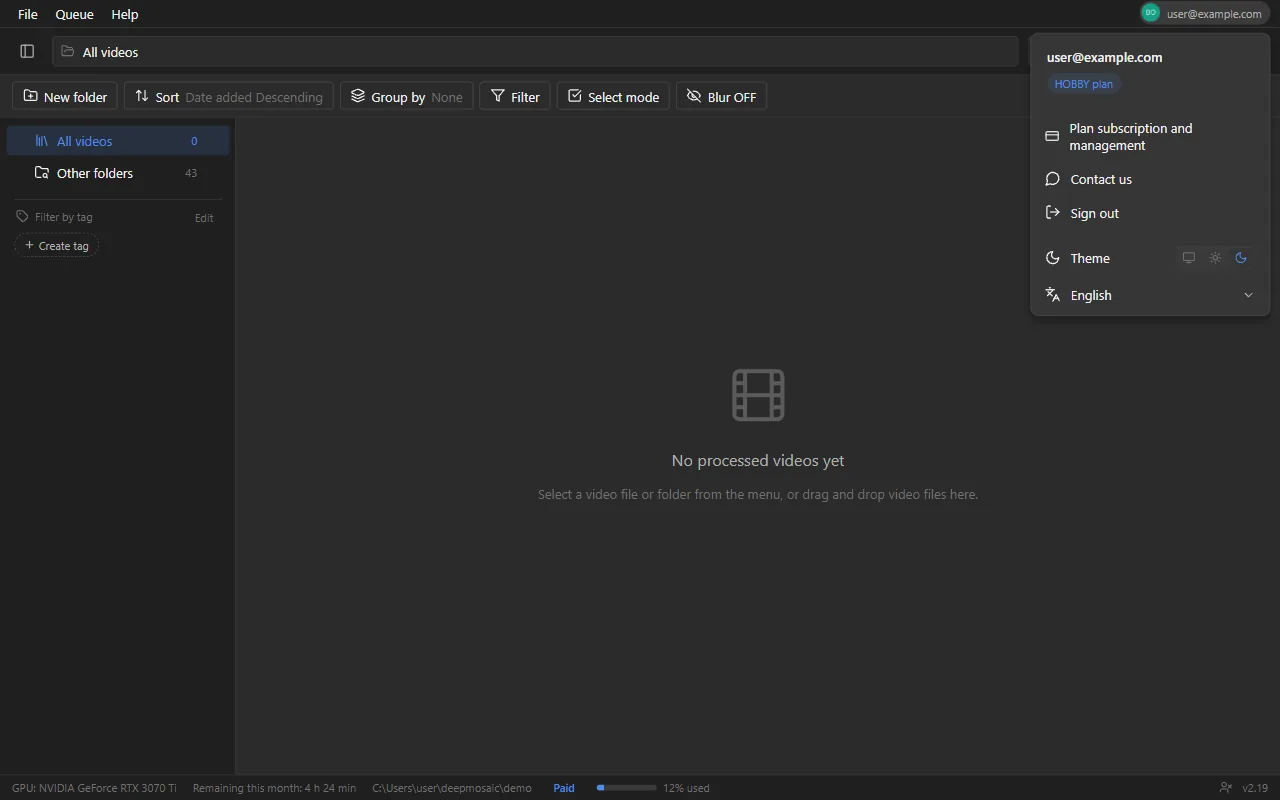 File Queue Help
BO user@example.com
All videos
user@example.com
HOBBY plan
Plan subscription and
management
Contact us
Sign out
Theme
English
New folder
Sort Date added Descending
Group by None
Filter
Select mode
Blur OFF
All videos 0
Other folders 43
Filter by tag Edit
+ Create tag
No processed videos yet
Select a video file or folder from the menu, or drag and drop video files here.
GPU: NVIDIA GeForce RTX 3070 Ti Remaining this month: 4 h 24 min C:\Users\user\deepmosaic\demo Paid 12% used v2.19